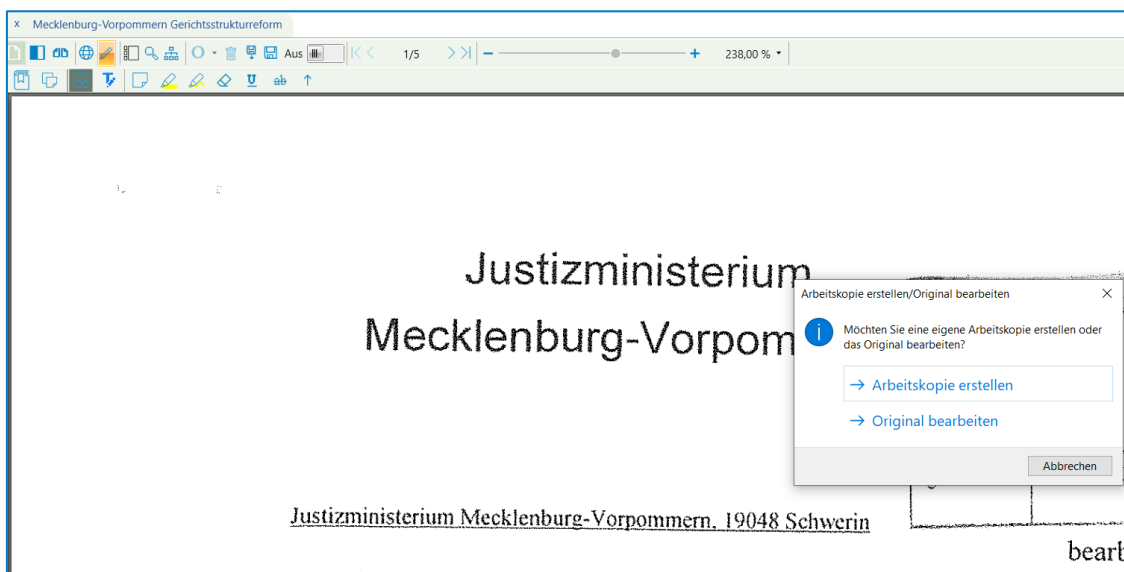 x Mecklenburg-Vorpommern Gerichtsstrukturreform
Aus 1/5 238,00 %
U ab
Justizministerium
Mecklenburg-Vorpom
Arbeitskopie erstellen/Original bearbeiten
Möchten Sie eine eigene Arbeitskopie erstellen oder
das Original bearbeiten?
→ Arbeitskopie erstellen
→ Original bearbeiten
Abbrechen
Justizministerium Mecklenburg-Vorpommern, 19048 Schwerin
bearb